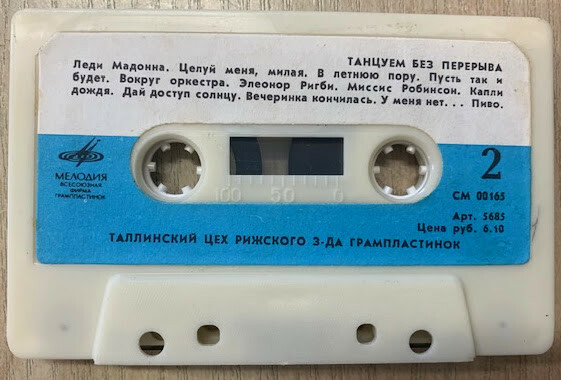 ТАНЦУЕМ БЕЗ ПЕРЕРЫВА
Леди Мадонна. Целуй меня, милая. В летнюю пору. Пусть так и
будет. Вокруг оркестра. Элеонор Ригби. Миссис Робинсон. Капли
дождя. Дай доступ солнцу. Вечеринка кончилась. У меня нет... Пиво.
МЕЛОДИЯ
ВСЕСОЮЗНАЯ
ФИРМА
ГРАМПЛАСТИНОК
100 50 0
2
СМ 00165
Арт. 5685
Цена руб. 6.10
ТАЛЛИНСКИЙ ЦЕХ РИЖСКОГО З-ДА ГРАМПЛАСТИНОК